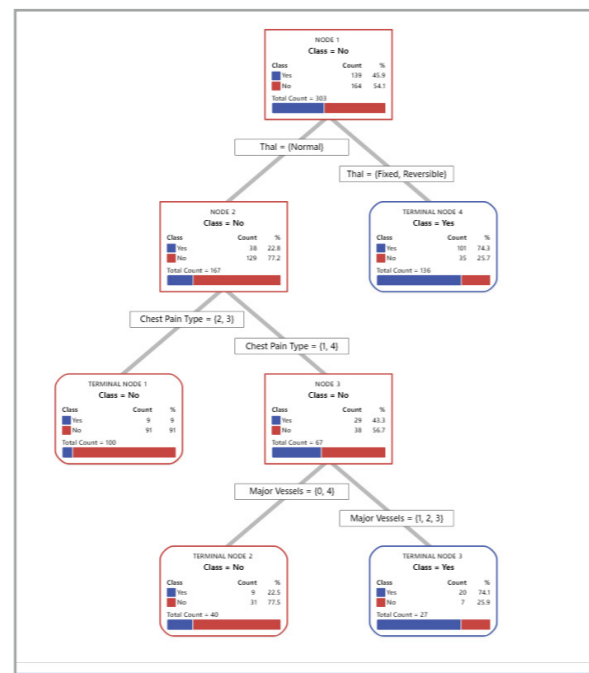 NODE 1
Class = No
Class Count %
Yes 139 45.9
No 164 54.1
Total Count = 303
Thal = {Normal}
Thal = {Fixed, Reversible}
NODE 2
Class = No
Class Count %
Yes 38 22.8
No 129 77.2
Total Count = 167
TERMINAL NODE 4
Class = Yes
Class Count %
Yes 101 74.3
No 35 25.7
Total Count = 136
Chest Pain Type = {2, 3}
Chest Pain Type = {1, 4}
TERMINAL NODE 1
Class = No
Class Count %
Yes 9 9
No 91 91
Total Count = 100
NODE 3
Class = No
Class Count %
Yes 29 43.3
No 38 56.7
Total Count = 67
Major Vessels = {0, 4}
Major Vessels = {1, 2, 3}
TERMINAL NODE 2
Class = No
Class Count %
Yes 9 22.5
No 31 77.5
Total Count = 40
TERMINAL NODE 3
Class = Yes
Class Count %
Yes 20 74.1
No 7 25.9
Total Count = 27